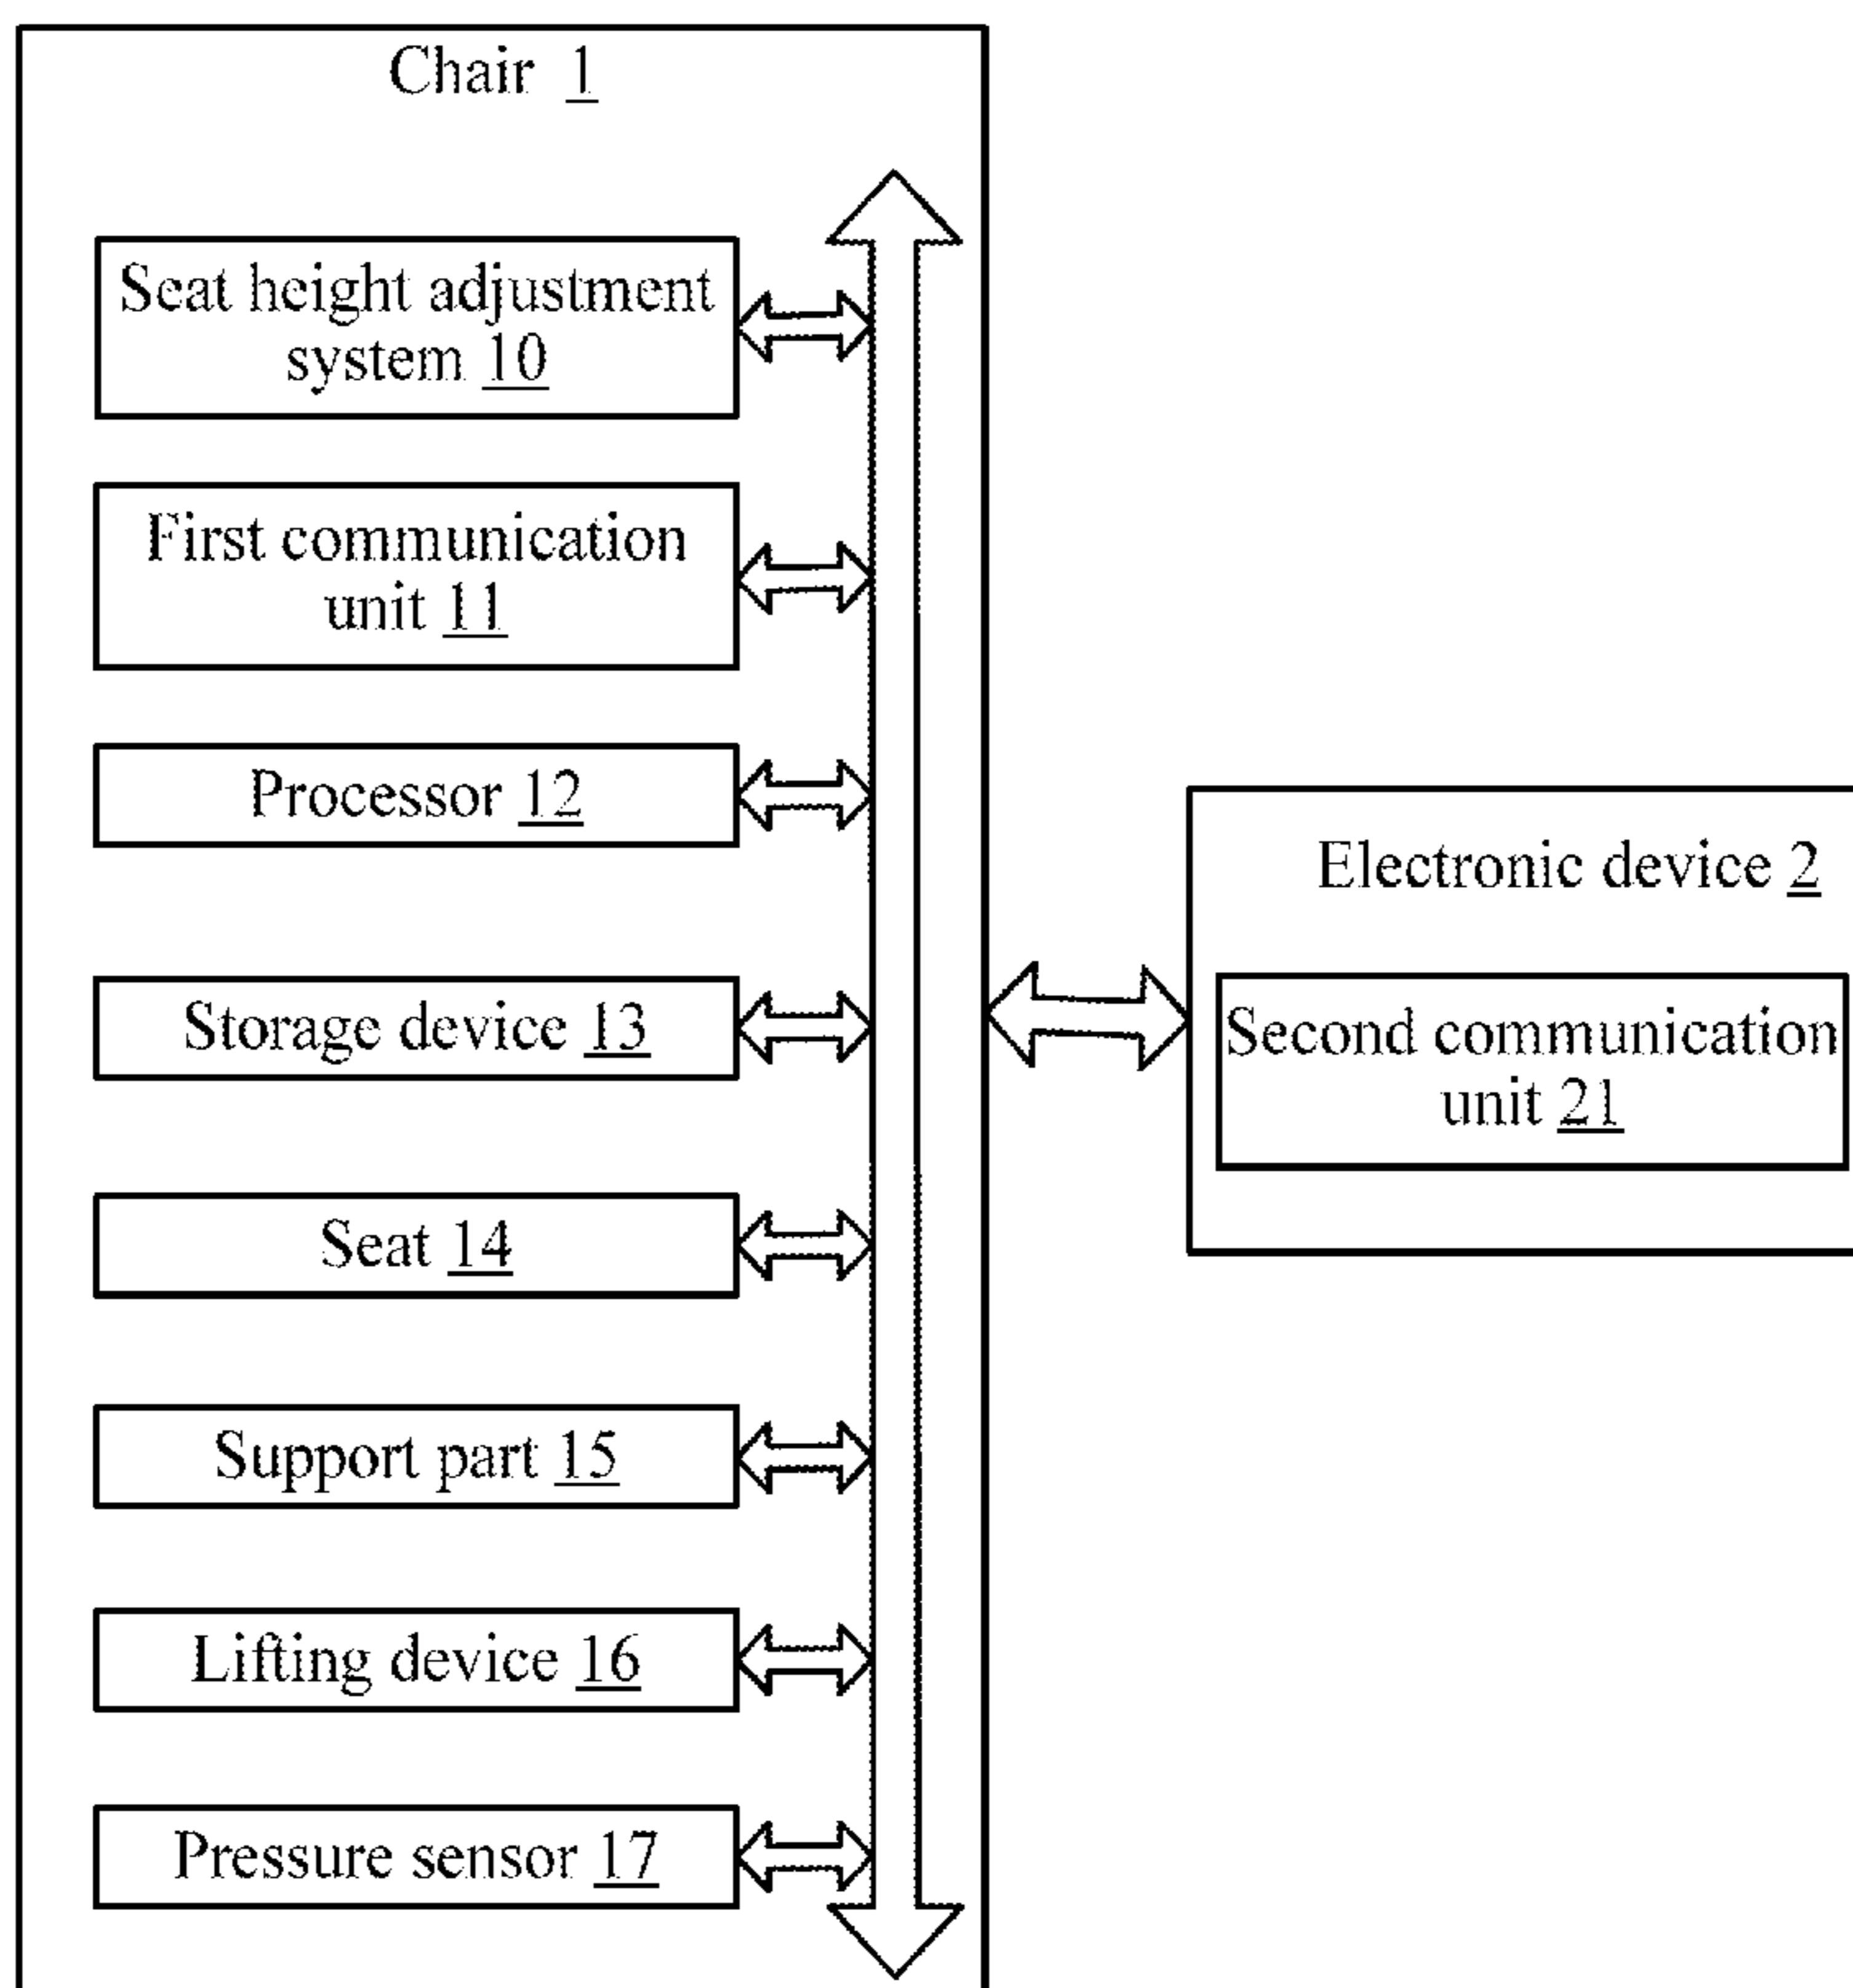 Chair 1
Seat height adjustment
system 10
First communication
unit 11
Processor 12
Storage device 13
Seat 14
Support part 15
Lifting device 16
Pressure sensor 17
Electronic device 2
Second communication
unit 21